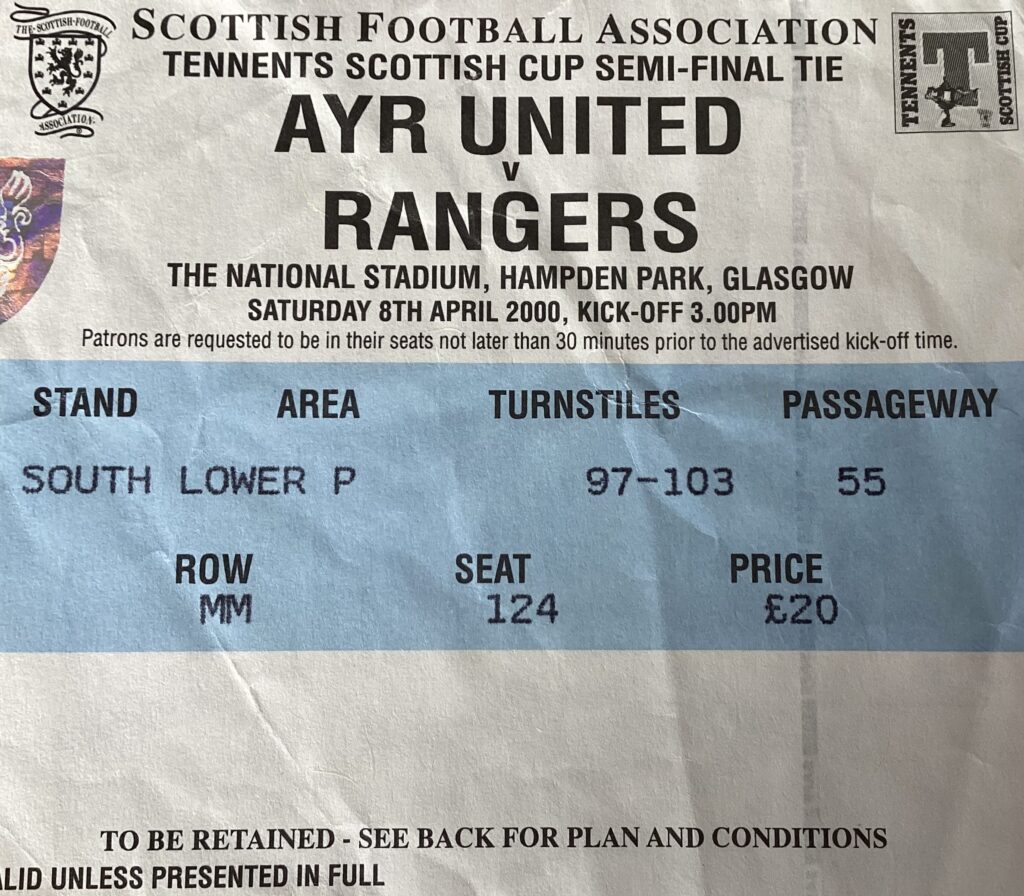 THE SCOTTISH FOOTBALL ASSOCIATION
SCOTTISH FOOTBALL ASSOCIATION
TENNENTS SCOTTISH CUP SEMI-FINAL TIE
AYR UNITED
v
RANGERS
THE NATIONAL STADIUM, HAMPDEN PARK, GLASGOW
SATURDAY 8TH APRIL 2000, KICK-OFF 3.00PM
Patrons are requested to be in their seats not later than 30 minutes prior to the advertised kick-off time.
TENNENTS
T
SCOTTISH CUP
STAND AREA TURNSTILES PASSAGEWAY
SOUTH LOWER P 97-103 55
ROW SEAT PRICE
MM 124 £20
TO BE RETAINED - SEE BACK FOR PLAN AND CONDITIONS
ALID UNLESS PRESENTED IN FULL